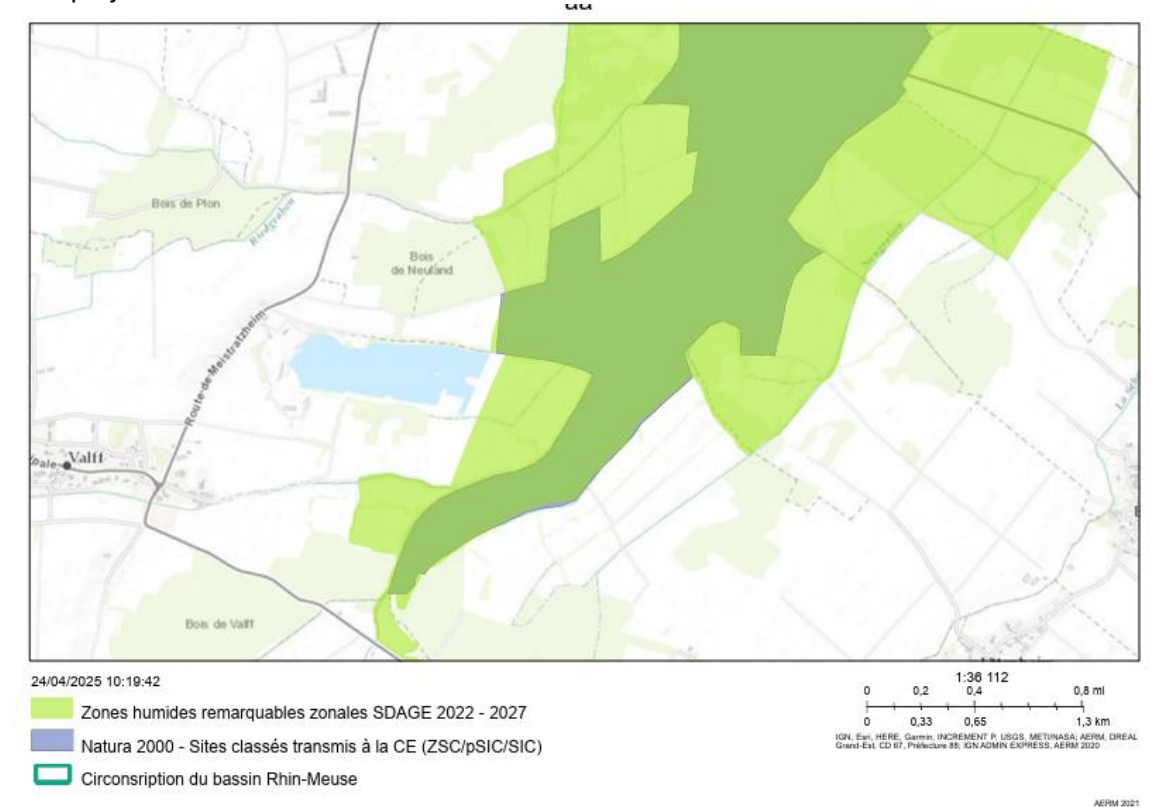 aa
Bois de Plon
Riedgraben
Bois
de Neuland
Route de Meistratzheim
Valff
Bois de Valff
24/04/2025 10:19:42
1:36 112
0 0,2 0,4 0,8 mi
0 0,33 0,65 1,3 km
Zones humides remarquables zonales SDAGE 2022 - 2027
Natura 2000 - Sites classés transmis à la CE (ZSC/pSIC/SIC)
Circonsription du bassin Rhin-Meuse
IGN, Esri, HERE, Garmin, INCREMENT P, USGS, METI/NASA; AERM, DREAL
Grand-Est, CD 67, Préfecture 88; IGN ADMIN EXPRESS, AERM 2020
AERM 2021